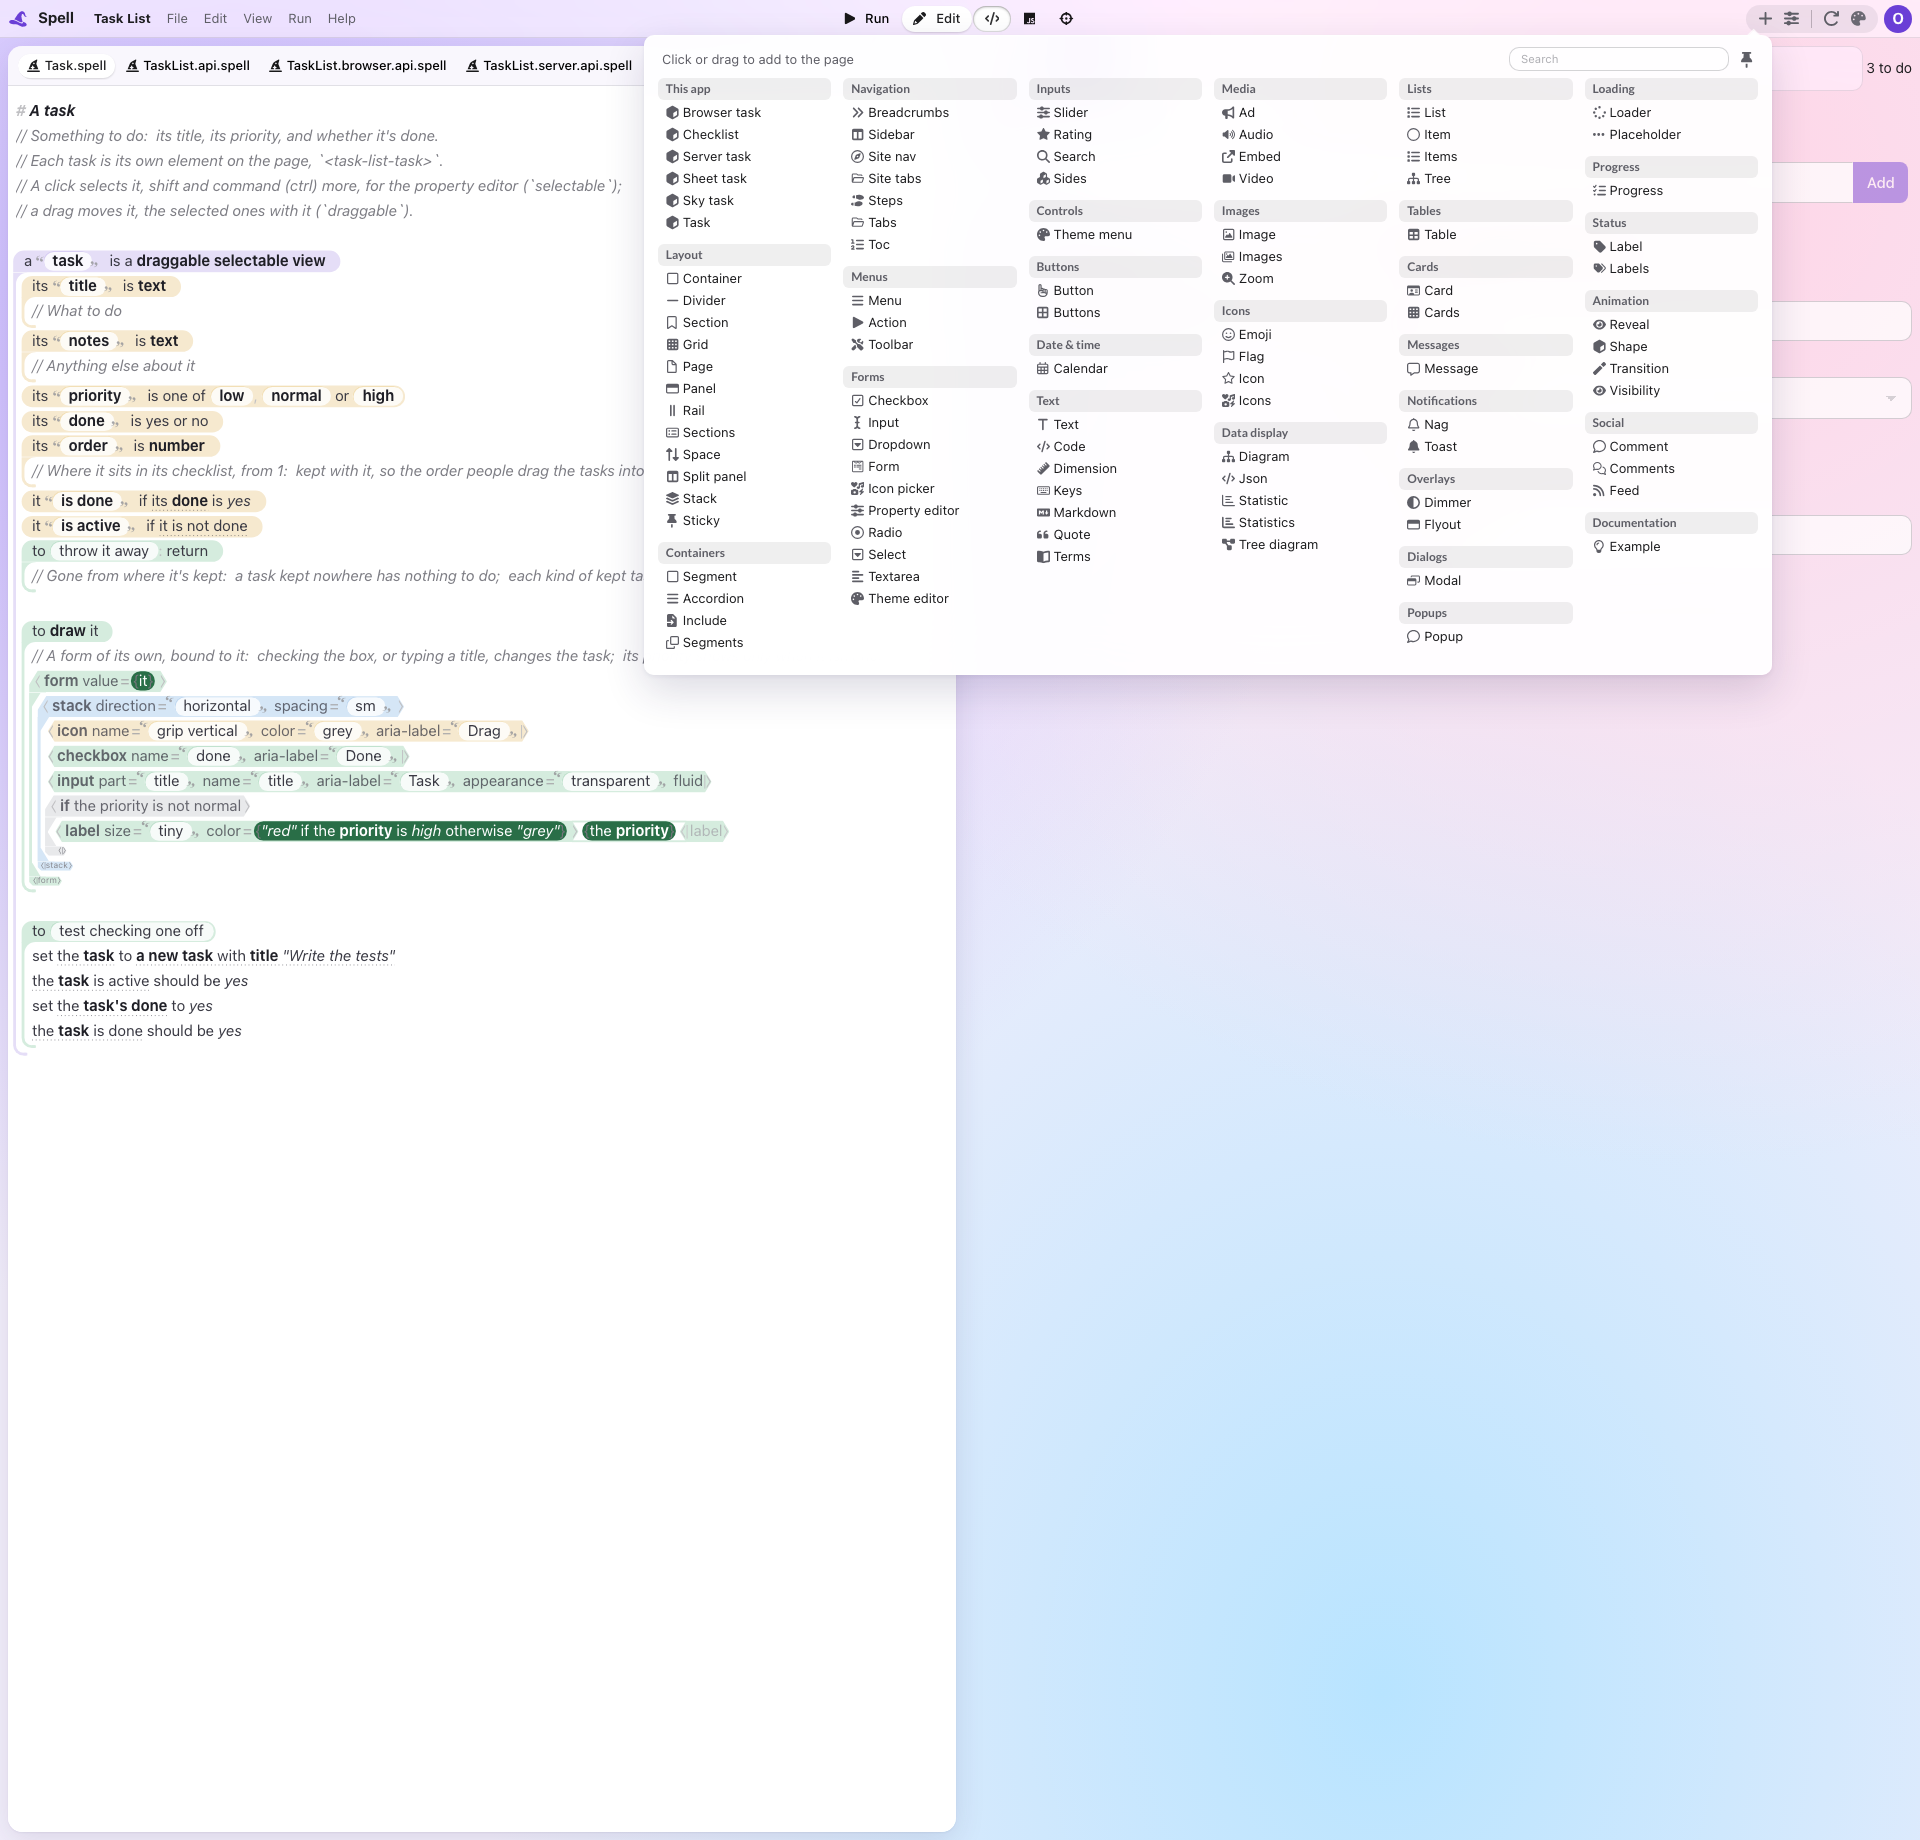 Spell Task List File Edit View Run Help
Run Edit
O
Task.spell TaskList.api.spell TaskList.browser.api.spell TaskList.server.api.spell
# A task
// Something to do: its title, its priority, and whether it's done.
// Each task is its own element on the page, `<task-list-task>`.
// A click selects it, shift and command (ctrl) more, for the property editor (`selectable`);
// a drag moves it, the selected ones with it (`draggable`).
a “ task ” is a draggable selectable view
its “ title ” is text
// What to do
its “ notes ” is text
// Anything else about it
its “ priority ” is one of low, normal or high
its “ done ” is yes or no
its “ order ” is number
// Where it sits in its checklist, from 1: kept with it, so the order people drag the tasks into
it “ is done ” if its done is yes
it “ is active ” if it is not done
to throw it away : return
// Gone from where it's kept: a task kept nowhere has nothing to do; each kind of kept ta
to draw it
// A form of its own, bound to it: checking the box, or typing a title, changes the task; its
form value= it
stack direction=“ horizontal ” spacing=“ sm ”
icon name=“ grip vertical ” color=“ grey ” aria-label=“ Drag ”
checkbox name=“ done ” aria-label=“ Done ”
input part=“ title ” name=“ title ” aria-label=“ Task ” appearance=“ transparent ” fluid
if the priority is not normal
label size=“ tiny ” color= "red" if the priority is high otherwise "grey" the priority label
stack
form
to test checking one off
set the task to a new task with title "Write the tests"
the task is active should be yes
set the task's done to yes
the task is done should be yes
Click or drag to add to the page
Search
This app
Browser task
Checklist
Server task
Sheet task
Sky task
Task
Layout
Container
Divider
Section
Grid
Page
Panel
Rail
Sections
Space
Split panel
Stack
Sticky
Containers
Segment
Accordion
Include
Segments
Navigation
Breadcrumbs
Sidebar
Site nav
Site tabs
Steps
Tabs
Toc
Menus
Menu
Action
Toolbar
Forms
Checkbox
Input
Dropdown
Form
Icon picker
Property editor
Radio
Select
Textarea
Theme editor
Inputs
Slider
Rating
Search
Sides
Controls
Theme menu
Buttons
Button
Buttons
Date & time
Calendar
Text
Text
Code
Dimension
Keys
Markdown
Quote
Terms
Media
Ad
Audio
Embed
Video
Images
Image
Images
Zoom
Icons
Emoji
Flag
Icon
Icons
Data display
Diagram
Json
Statistic
Statistics
Tree diagram
Lists
List
Item
Items
Tree
Tables
Table
Cards
Card
Cards
Messages
Message
Notifications
Nag
Toast
Overlays
Dimmer
Flyout
Dialogs
Modal
Popups
Popup
Loading
Loader
Placeholder
Progress
Progress
Status
Label
Labels
Animation
Reveal
Shape
Transition
Visibility
Social
Comment
Comments
Feed
Documentation
Example
3 to do
Add